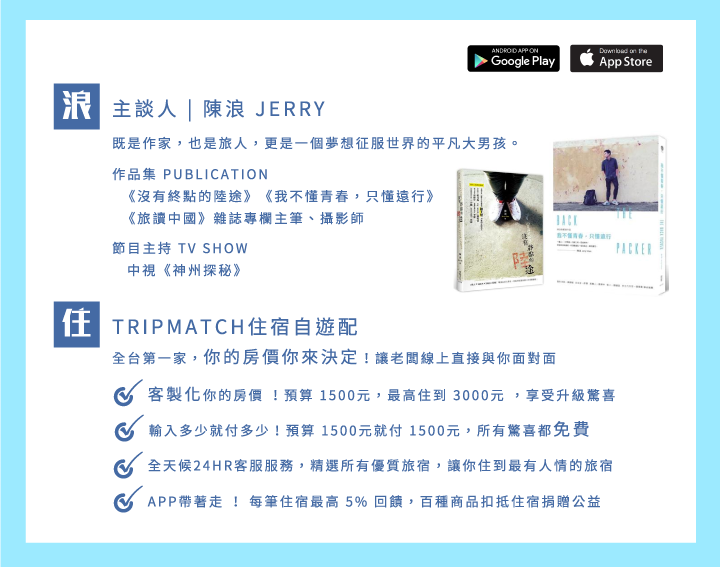 ANDROID APP ON
Google Play
Download on the
App Store
浪
主談人 | 陳浪 JERRY
既是作家，也是旅人，更是一個夢想征服世界的平凡大男孩。
作品集 PUBLICATION
《沒有終點的陸途》《我不懂青春，只懂遠行》
《旅讀中國》雜誌專欄主筆、攝影師
節目主持 TV SHOW
中視《神州探秘》
沒有
終點的
陸途
BACK
THE
PACKER
我不懂青春，只懂遠行
住
TRIPMATCH住宿自遊配
全台第一家，你的房價你來決定！讓老闆線上直接與你面對面
客製化你的房價 ！預算 1500元，最高住到 3000元 ，享受升級驚喜
輸入多少就付多少！預算 1500元就付 1500元，所有驚喜都免費
全天候24HR客服服務，精選所有優質旅宿，讓你住到最有人情的旅宿
APP帶著走 ！ 每筆住宿最高 5% 回饋，百種商品扣抵住宿捐贈公益